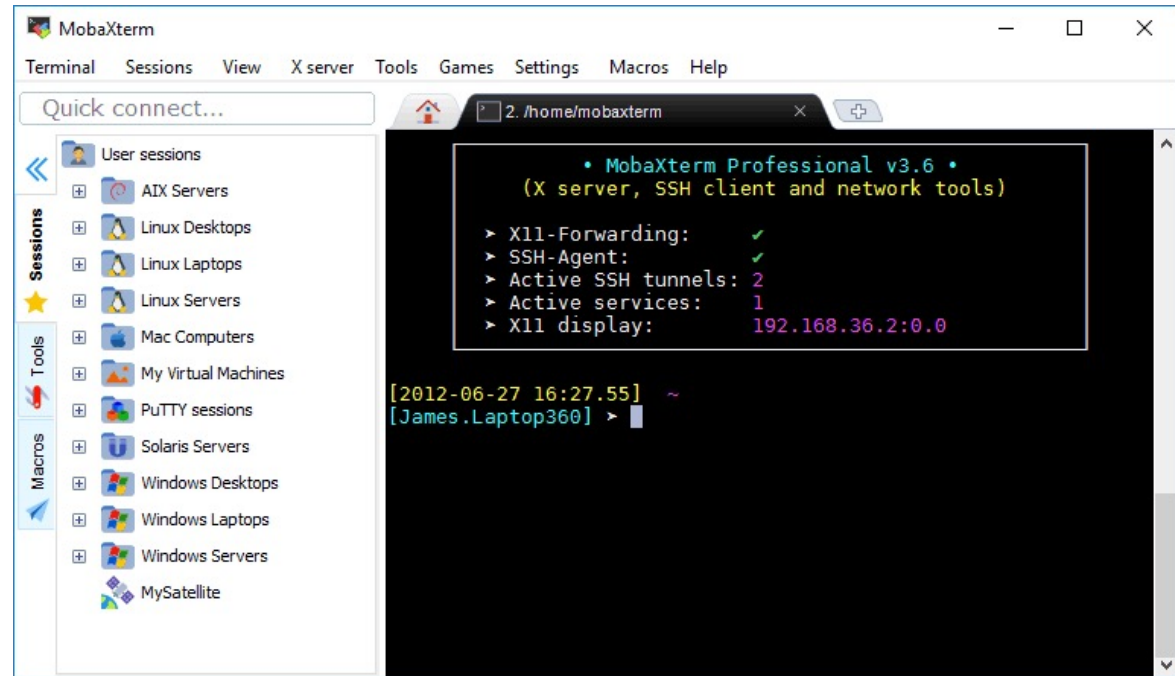 MobaXterm
Terminal Sessions View X server Tools Games Settings Macros Help
Quick connect...
2. /home/mobaxterm
Sessions
Tools
Macros
User sessions
AIX Servers
Linux Desktops
Linux Laptops
Linux Servers
Mac Computers
My Virtual Machines
PuTTY sessions
Solaris Servers
Windows Desktops
Windows Laptops
Windows Servers
MySatellite
• MobaXterm Professional v3.6 •
(X server, SSH client and network tools)
➤ X11-Forwarding: ✔
➤ SSH-Agent: ✔
➤ Active SSH tunnels: 2
➤ Active services: 1
➤ X11 display: 192.168.36.2:0.0
[2012-06-27 16:27.55] ~
[James.Laptop360] ➤